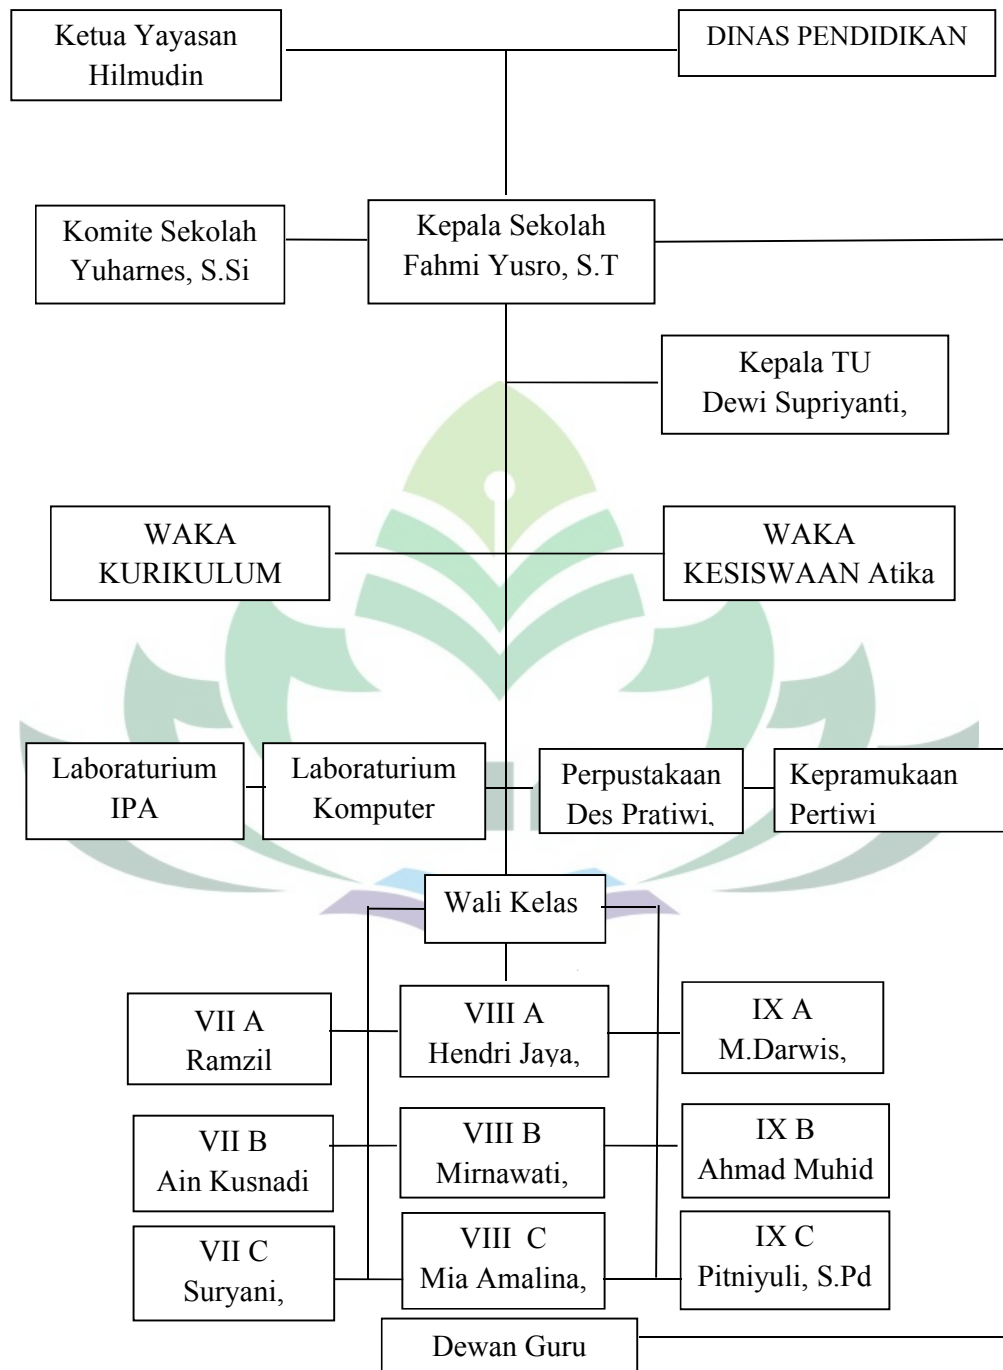 Ketua Yayasan
Hilmudin
DINAS PENDIDIKAN
Komite Sekolah
Yuharnes, S.Si
Kepala Sekolah
Fahmi Yusro, S.T
Kepala TU
Dewi Supriyanti,
WAKA
KURIKULUM
WAKA
KESISWAAN Atika
Laboraturium
IPA
Laboraturium
Komputer
Perpustakaan
Des Pratiwi,
Kepramukaan
Pertiwi
Wali Kelas
VII A
Ramzil
VIII A
Hendri Jaya,
IX A
M.Darwis,
VII B
Ain Kusnadi
VIII B
Mirnawati,
IX B
Ahmad Muhid
VII C
Suryani,
VIII  C
Mia Amalina,
IX C
Pitniyuli, S.Pd
Dewan Guru